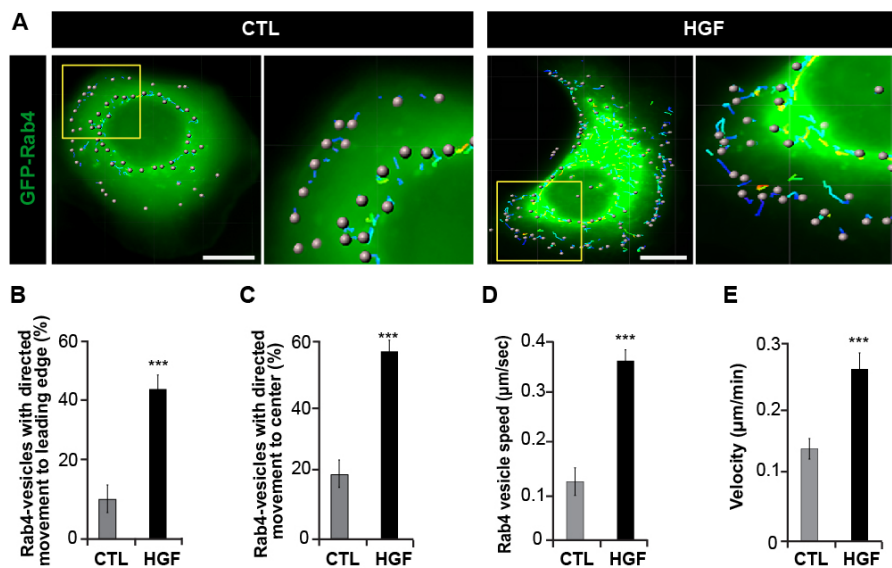 A
CTL
HGF
GFP-Rab4
B
C
D
E
Rab4-vesicles with directed
movement to leading edge (%)
60
40
20
0
***
CTL
HGF
Rab4-vesicles with directed
movement to center (%)
60
40
20
0
***
CTL
HGF
Rab4 vesicle speed (μm/sec)
0.4
0.3
0.2
0.1
0
***
CTL
HGF
Velocity (μm/min)
0.3
0.2
0.1
0
***
CTL
HGF